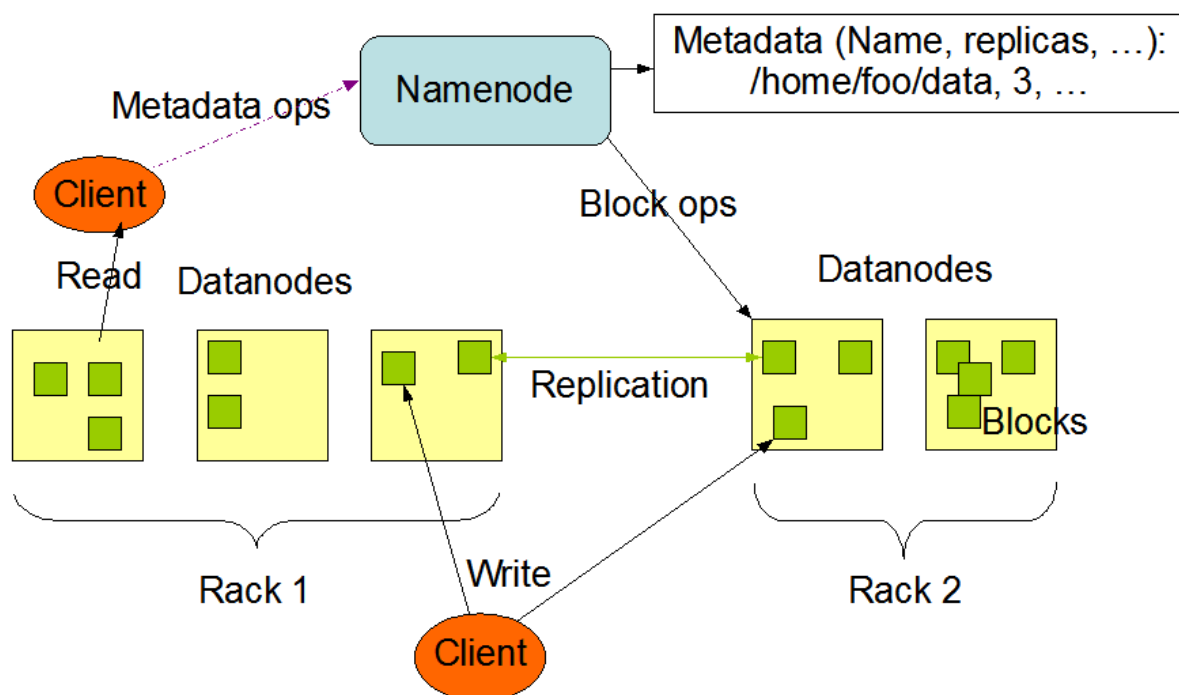 Metadata (Name, replicas, …):
/home/foo/data, 3, …
Namenode
Metadata ops
Client
Block ops
Read
Datanodes
Datanodes
Replication
Blocks
Rack 1
Write
Rack 2
Client